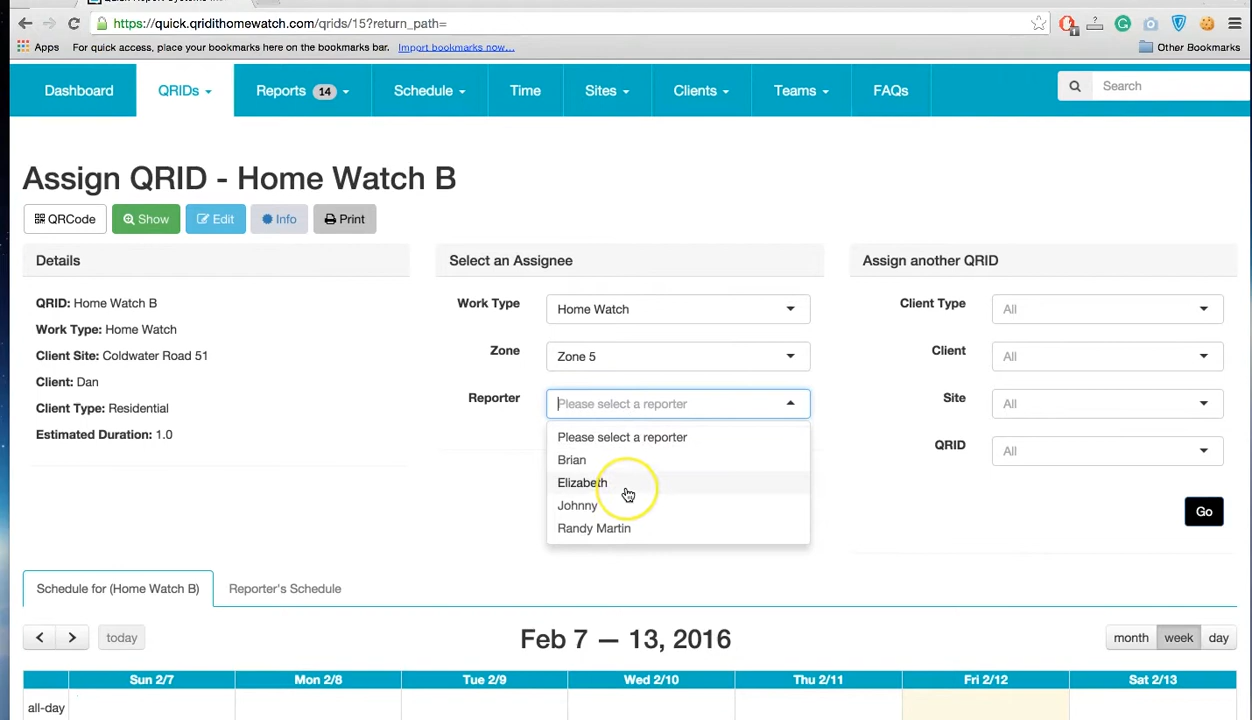 https://quick.qridithomewatch.com/qrids/15?return_path=
Apps For quick access, place your bookmarks here on the bookmarks bar. Import bookmarks now... Other Bookmarks
Dashboard QRIDs Reports 14 Schedule Time Sites Clients Teams FAQs Search
Assign QRID - Home Watch B
QRCode Show Edit Info Print
Details
QRID: Home Watch B
Work Type: Home Watch
Client Site: Coldwater Road 51
Client: Dan
Client Type: Residential
Estimated Duration: 1.0
Select an Assignee
Work Type Home Watch
Zone Zone 5
Reporter Please select a reporter
Please select a reporter
Brian
Elizabeth
Johnny
Randy Martin
Assign another QRID
Client Type All
Client All
Site All
QRID All
Go
Schedule for (Home Watch B) Reporter's Schedule
< > today Feb 7 — 13, 2016 month week day
Sun 2/7 Mon 2/8 Tue 2/9 Wed 2/10 Thu 2/11 Fri 2/12 Sat 2/13
all-day